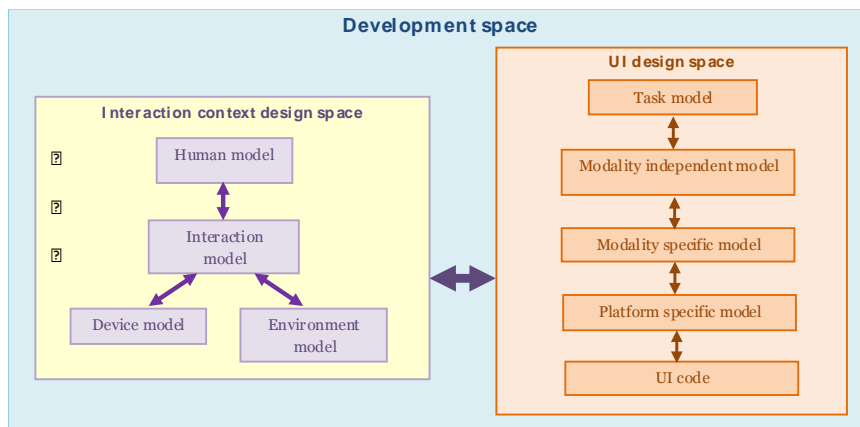 Development space
Interaction context design space
Human model
Interaction
model
Device model
Environment
model
UI design space
Task model
Modality independent model
Modality specific model
Platform specific model
UI code